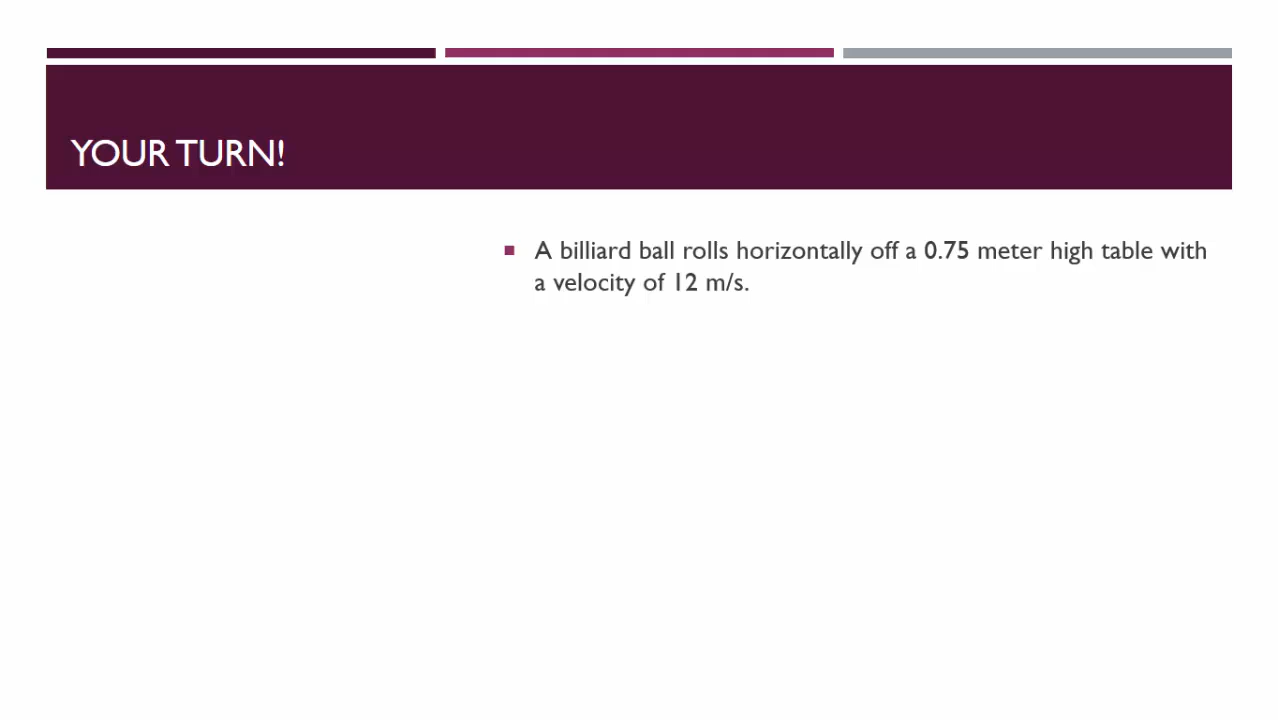 YOUR TURN!
▪ A billiard ball rolls horizontally off a 0.75 meter high table with
a velocity of 12 m/s.